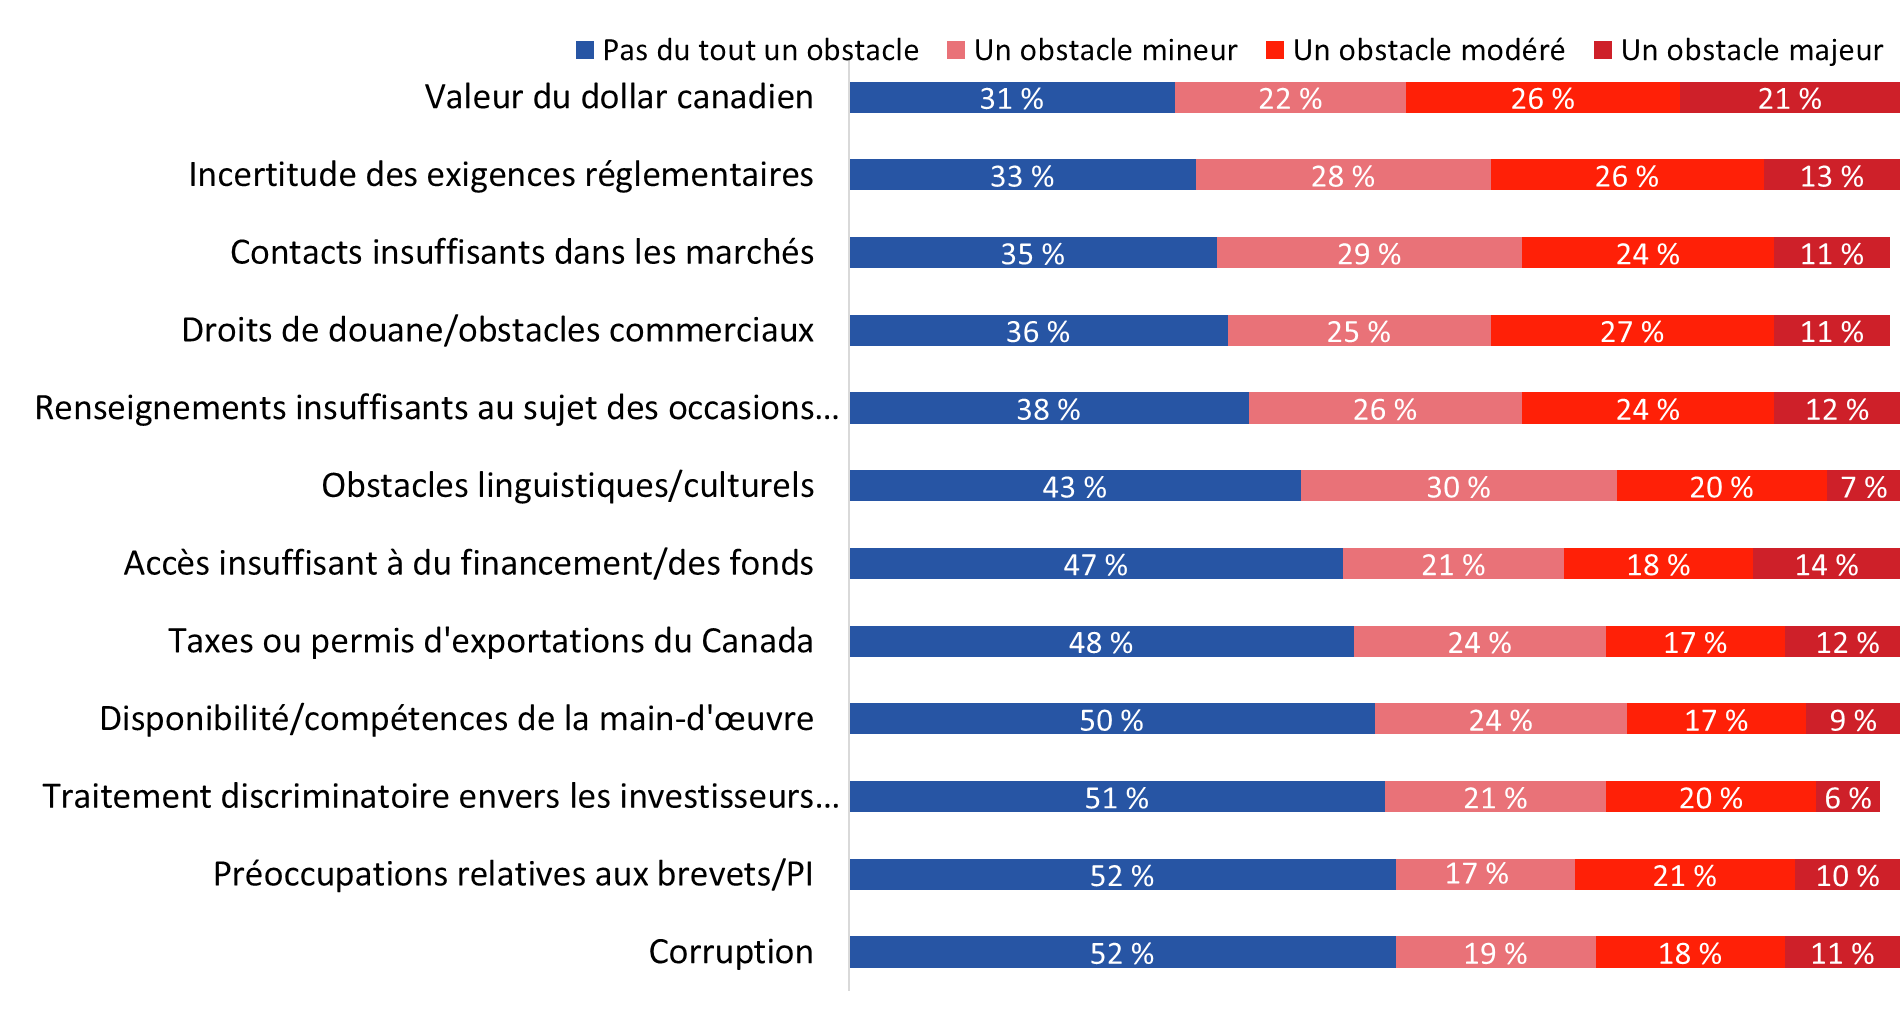 Pas du tout un obstacle Un obstacle mineur Un obstacle modéré Un obstacle majeur
Valeur du dollar canadien 31 % 22 % 26 % 21 %
Incertitude des exigences réglementaires 33 % 28 % 26 % 13 %
Contacts insuffisants dans les marchés 35 % 29 % 24 % 11 %
Droits de douane/obstacles commerciaux 36 % 25 % 27 % 11 %
Renseignements insuffisants au sujet des occasions... 38 % 26 % 24 % 12 %
Obstacles linguistiques/culturels 43 % 30 % 20 % 7 %
Accès insuffisant à du financement/des fonds 47 % 21 % 18 % 14 %
Taxes ou permis d'exportations du Canada 48 % 24 % 17 % 12 %
Disponibilité/compétences de la main-d'œuvre 50 % 24 % 17 % 9 %
Traitement discriminatoire envers les investisseurs... 51 % 21 % 20 % 6 %
Préoccupations relatives aux brevets/PI 52 % 17 % 21 % 10 %
Corruption 52 % 19 % 18 % 11 %